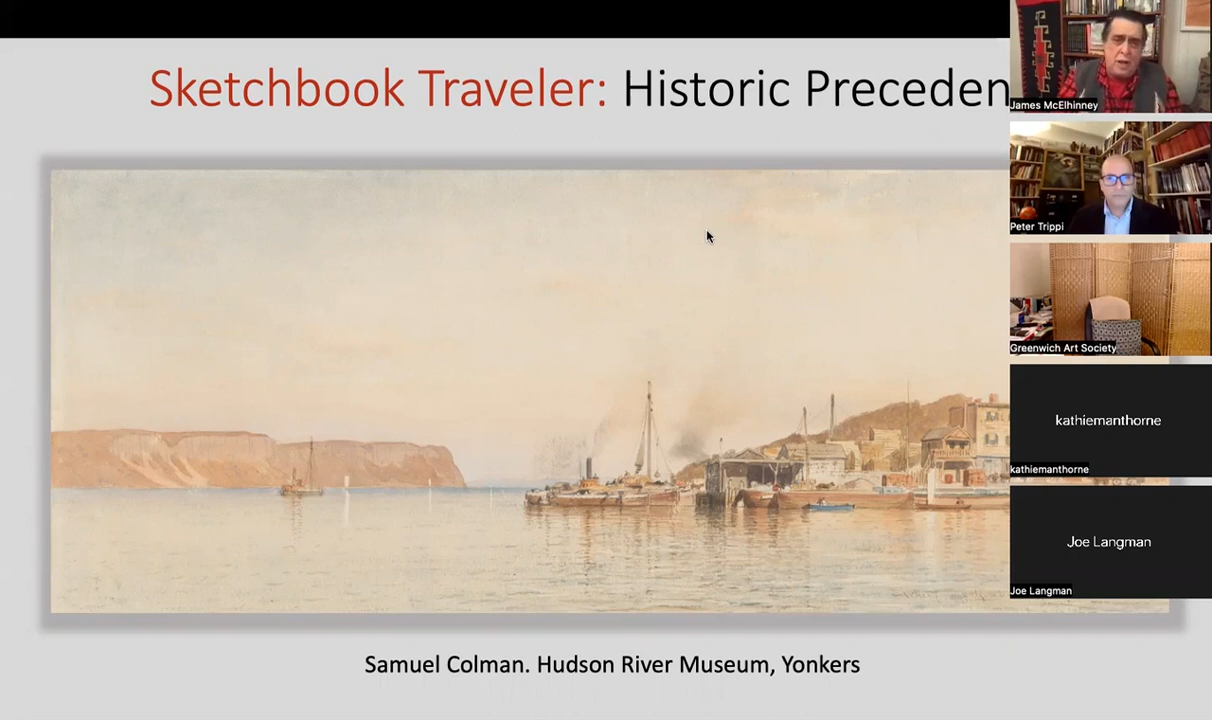 Sketchbook Traveler: Historic Preceden
James McElhinney
Peter Trippi
Greenwich Art Society
kathiemanthorne
kathiemanthorne
Joe Langman
Joe Langman
Samuel Colman. Hudson River Museum, Yonkers